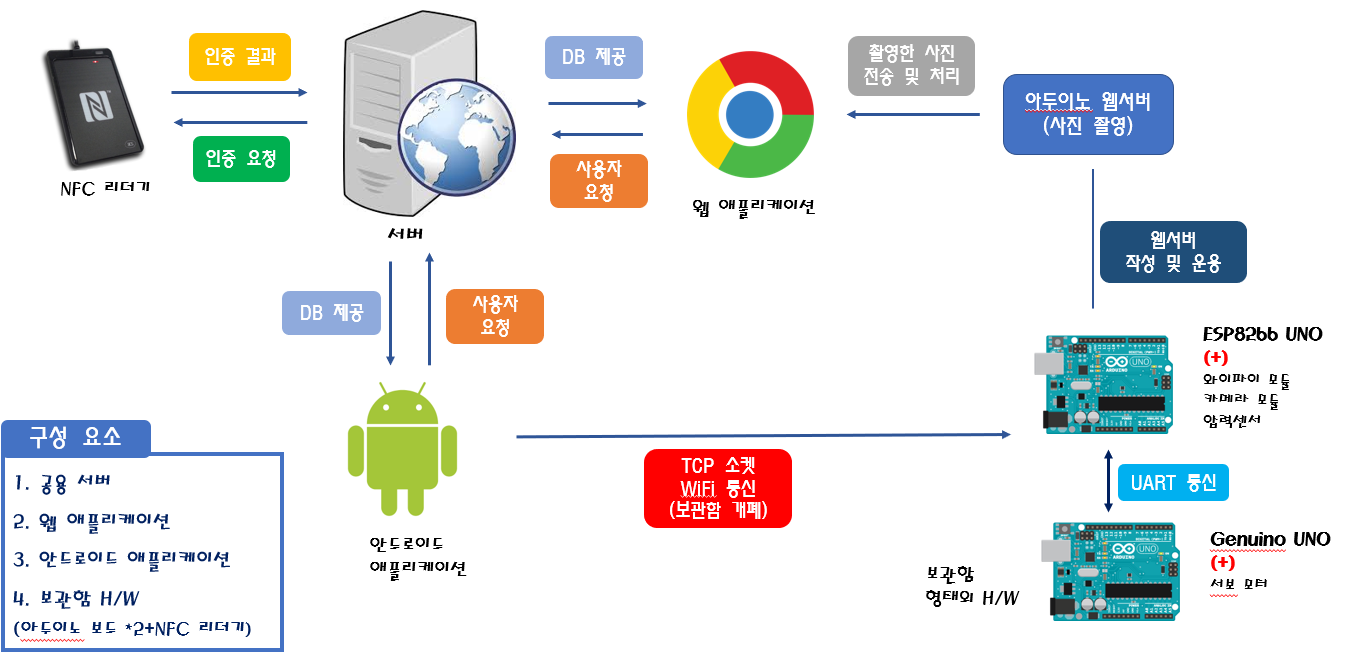 인증 결과
인증 요청
NFC 리더기
서버
DB 제공
사용자
요청
웹 애플리케이션
촬영한 사진
전송 및 처리
아두이노 웹서버
(사진 촬영)
웹서버
작성 및 운용
DB 제공
사용자
요청
안드로이드
애플리케이션
TCP 소켓
WiFi 통신
(보관함 개폐)
ESP8266 UNO
(+)
와이파이 모듈
카메라 모듈
압력센서
UART 통신
Genuino UNO
(+)
서보 모터
보관함
형태의 H/W
구성 요소
1. 공용 서버
2. 웹 애플리케이션
3. 안드로이드 애플리케이션
4. 보관함 H/W
(아두이노 보드 *2+NFC 리더기)